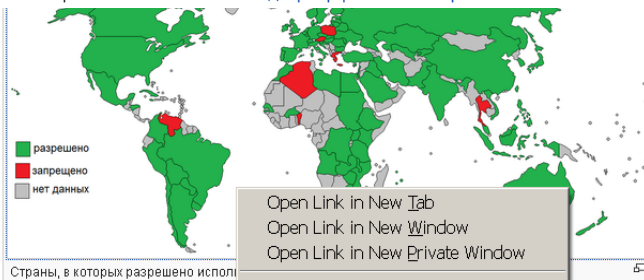 разрешено
запрещено
нет данных
Open Link in New Tab
Open Link in New Window
Open Link in New Private Window
Страны, в которых разрешено